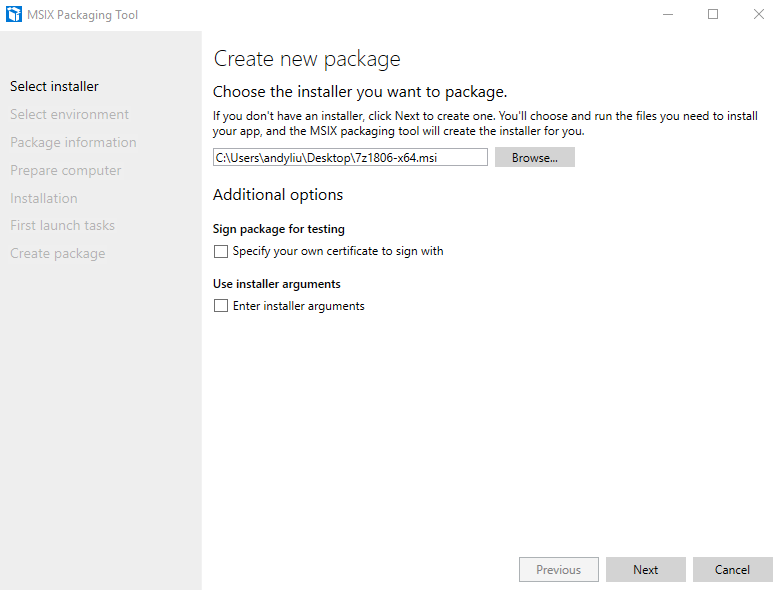 MSIX Packaging Tool
Select installer
Select environment
Package information
Prepare computer
Installation
First launch tasks
Create package
Create new package
Choose the installer you want to package.
If you don't have an installer, click Next to create one. You'll choose and run the files you need to install
your app, and the MSIX packaging tool will create the installer for you.
C:\Users\andyliu\Desktop\7z1806-x64.msi
Browse...
Additional options
Sign package for testing
Specify your own certificate to sign with
Use installer arguments
Enter installer arguments
Previous
Next
Cancel